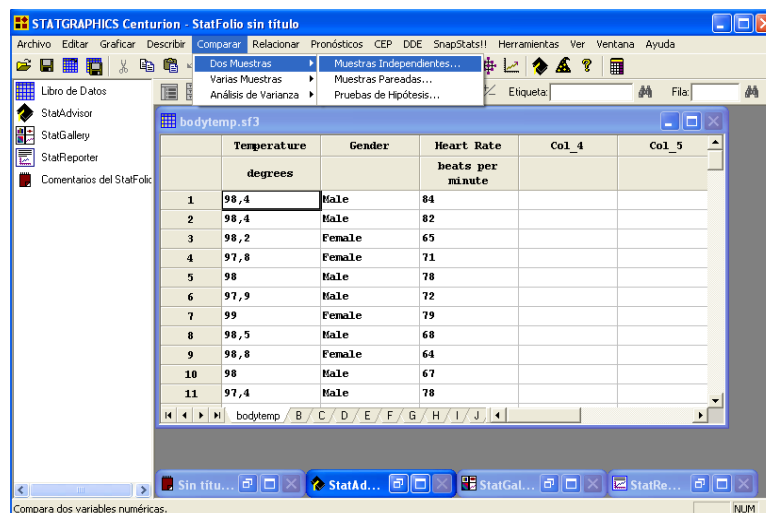 STATGRAPHICS Centurion - StatFolio sin título
Archivo Editar Graficar Describir Comparar Relacionar Pronósticos CEP DDE SnapStats!! Herramientas Ver Ventana Ayuda
Dos Muestras
Varias Muestras
Análisis de Varianza
Muestras Independientes...
Muestras Pareadas...
Pruebas de Hipótesis...
Etiqueta:
Fila:
Libro de Datos
StatAdvisor
StatGallery
StatReporter
Comentarios del StatFolio
bodytemp.sf3
Temperature Gender Heart Rate Col_4 Col_5
degrees beats per minute
1 98,4 Male 84
2 98,4 Male 82
3 98,2 Female 65
4 97,8 Female 71
5 98 Male 78
6 97,9 Male 72
7 99 Female 79
8 98,5 Male 68
9 98,8 Female 64
10 98 Male 67
11 97,4 Male 78
bodytemp B C D E F G H I J
Sin títu... StatAd... StatGal... StatRe...
Compara dos variables numéricas.
NUM